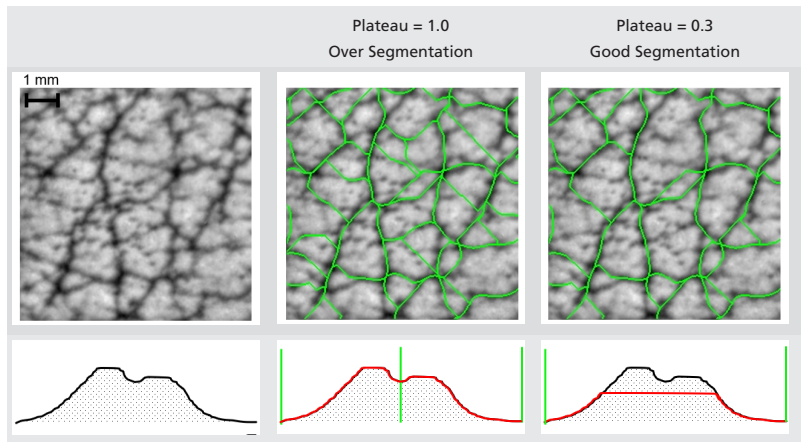 Plateau = 1.0
Over Segmentation
Plateau = 0.3
Good Segmentation
1 mm